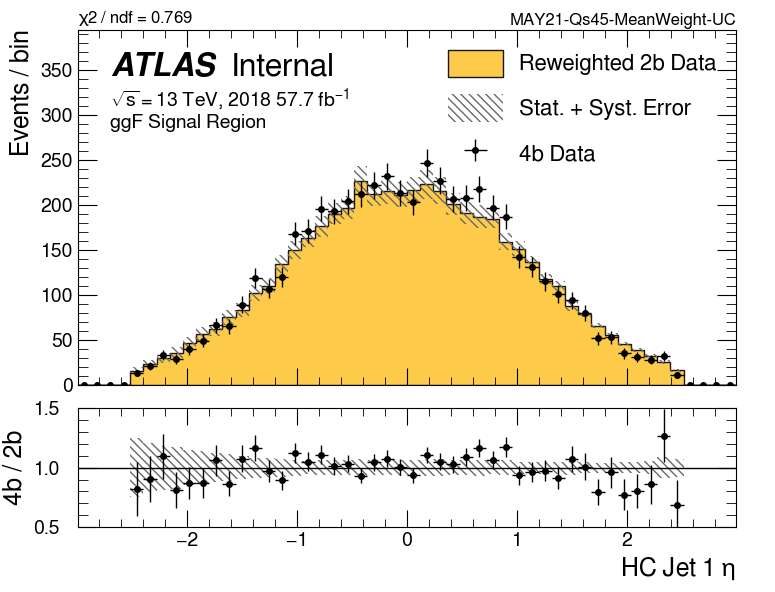 χ2 / ndf = 0.769
MAY21-Qs45-MeanWeight-UC
ATLAS Internal
√s = 13 TeV, 2018 57.7 fb⁻¹
ggF Signal Region
Reweighted 2b Data
Stat. + Syst. Error
4b Data
Events / bin
350
300
250
200
150
100
50
0
4b / 2b
1.5
1.0
0.5
−2 −1 0 1 2
HC Jet 1 η